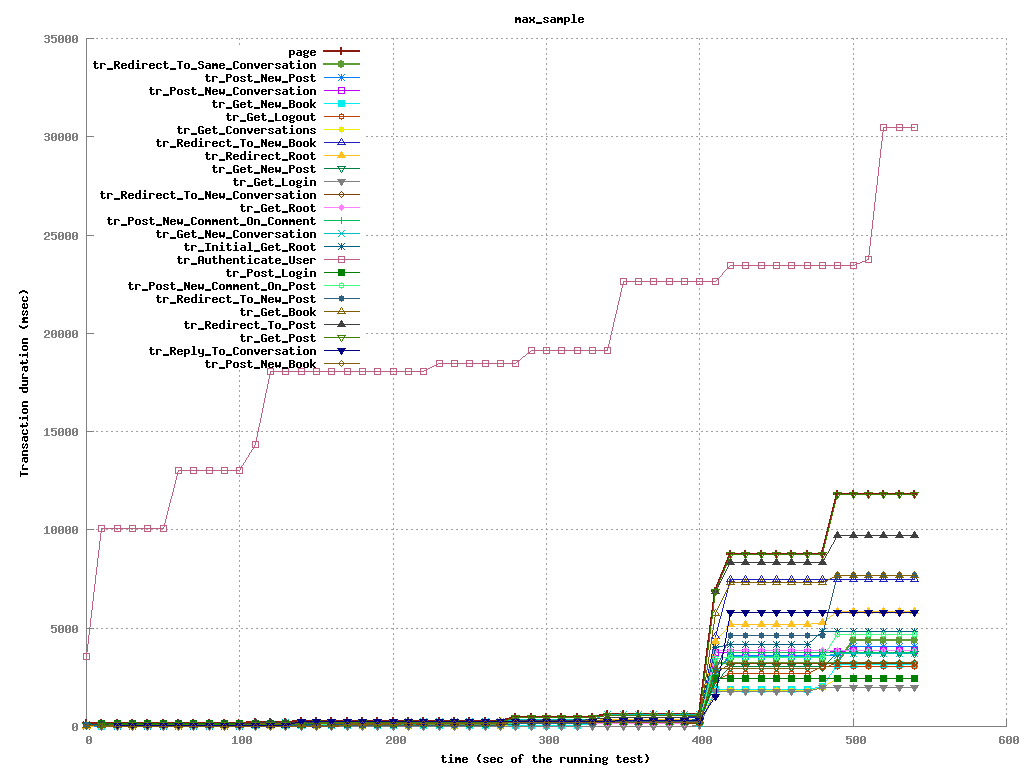 max_sample
35000
30000
25000
20000
15000
10000
5000
0
Transaction duration (msec)
page
tr_Redirect_To_Same_Conversation
tr_Post_New_Post
tr_Post_New_Conversation
tr_Get_New_Book
tr_Get_Logout
tr_Get_Conversations
tr_Redirect_To_New_Book
tr_Redirect_Root
tr_Get_New_Post
tr_Get_Login
tr_Redirect_To_New_Conversation
tr_Get_Root
tr_Post_New_Comment_On_Comment
tr_Get_New_Conversation
tr_Initial_Get_Root
tr_Authenticate_User
tr_Post_Login
tr_Post_New_Comment_On_Post
tr_Redirect_To_New_Post
tr_Get_Book
tr_Redirect_To_Post
tr_Get_Post
tr_Reply_To_Conversation
tr_Post_New_Book
0 100 200 300 400 500 600
time (sec of the running test)